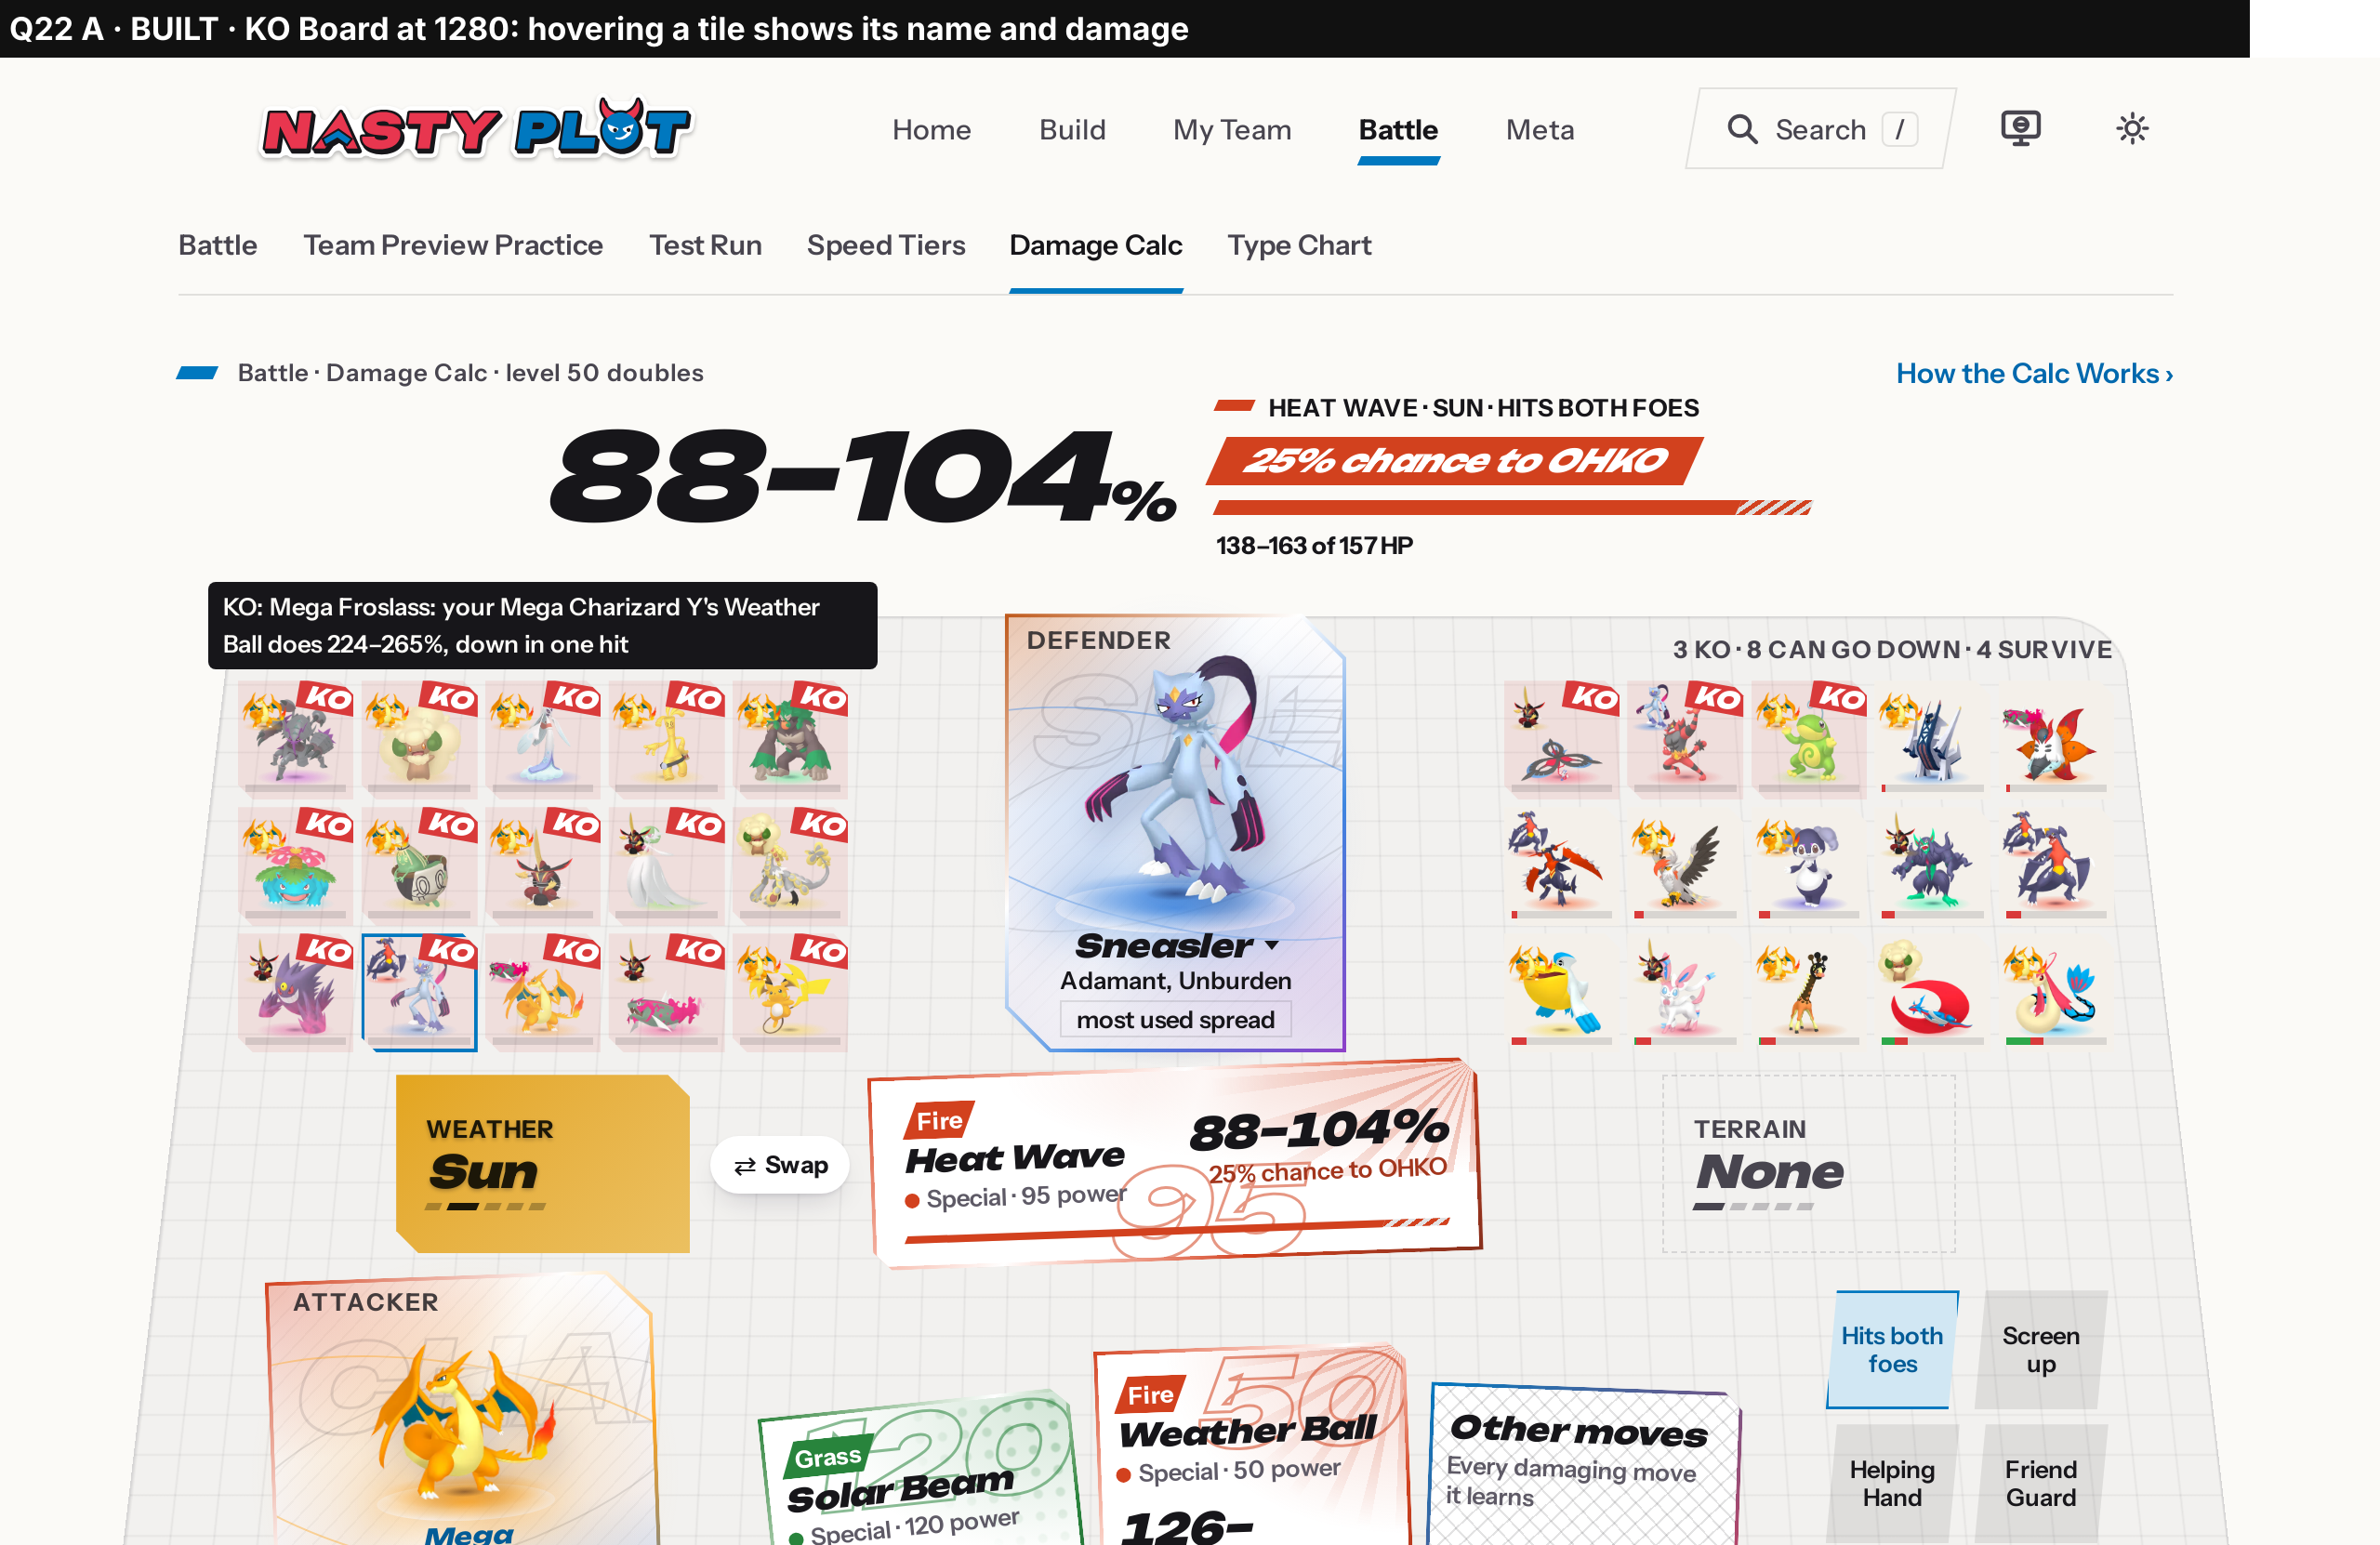 Q22 A · BUILT · KO Board at 1280: hovering a tile shows its name and damage
NASTY PLOT
Home
Build
My Team
Battle
Meta
Search /
Battle
Team Preview Practice
Test Run
Speed Tiers
Damage Calc
Type Chart
Battle · Damage Calc · level 50 doubles
How the Calc Works ›
88–104%
HEAT WAVE · SUN · HITS BOTH FOES
25% chance to OHKO
138–163 of 157 HP
KO: Mega Froslass: your Mega Charizard Y's Weather
Ball does 224–265%, down in one hit
DEFENDER
3 KO · 8 CAN GO DOWN · 4 SURVIVE
KO KO KO KO KO
KO KO KO
KO KO KO KO KO
KO KO KO KO KO
SNEA
Sneasler
Adamant, Unburden
most used spread
WEATHER
Sun
⇄ Swap
Fire
Heat Wave
Special · 95 power
88–104%
25% chance to OHKO
95
TERRAIN
None
ATTACKER
CHA
Mega
Grass
120
Solar Beam
Special · 120 power
Fire
50
Weather Ball
Special · 50 power
126–
Other moves
Every damaging move
it learns
Hits both
foes
Screen
up
Helping
Hand
Friend
Guard